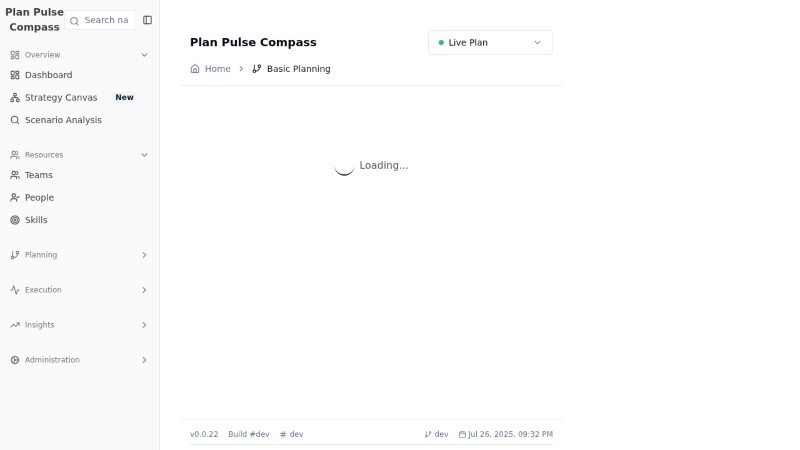 Plan Pulse
Compass
Search na
Overview
Dashboard
Strategy Canvas New
Scenario Analysis
Resources
Teams
People
Skills
Planning
Execution
Insights
Administration
Plan Pulse Compass
Live Plan
Home
Basic Planning
Loading...
v0.0.22 Build #dev # dev
dev Jul 26, 2025, 09:32 PM